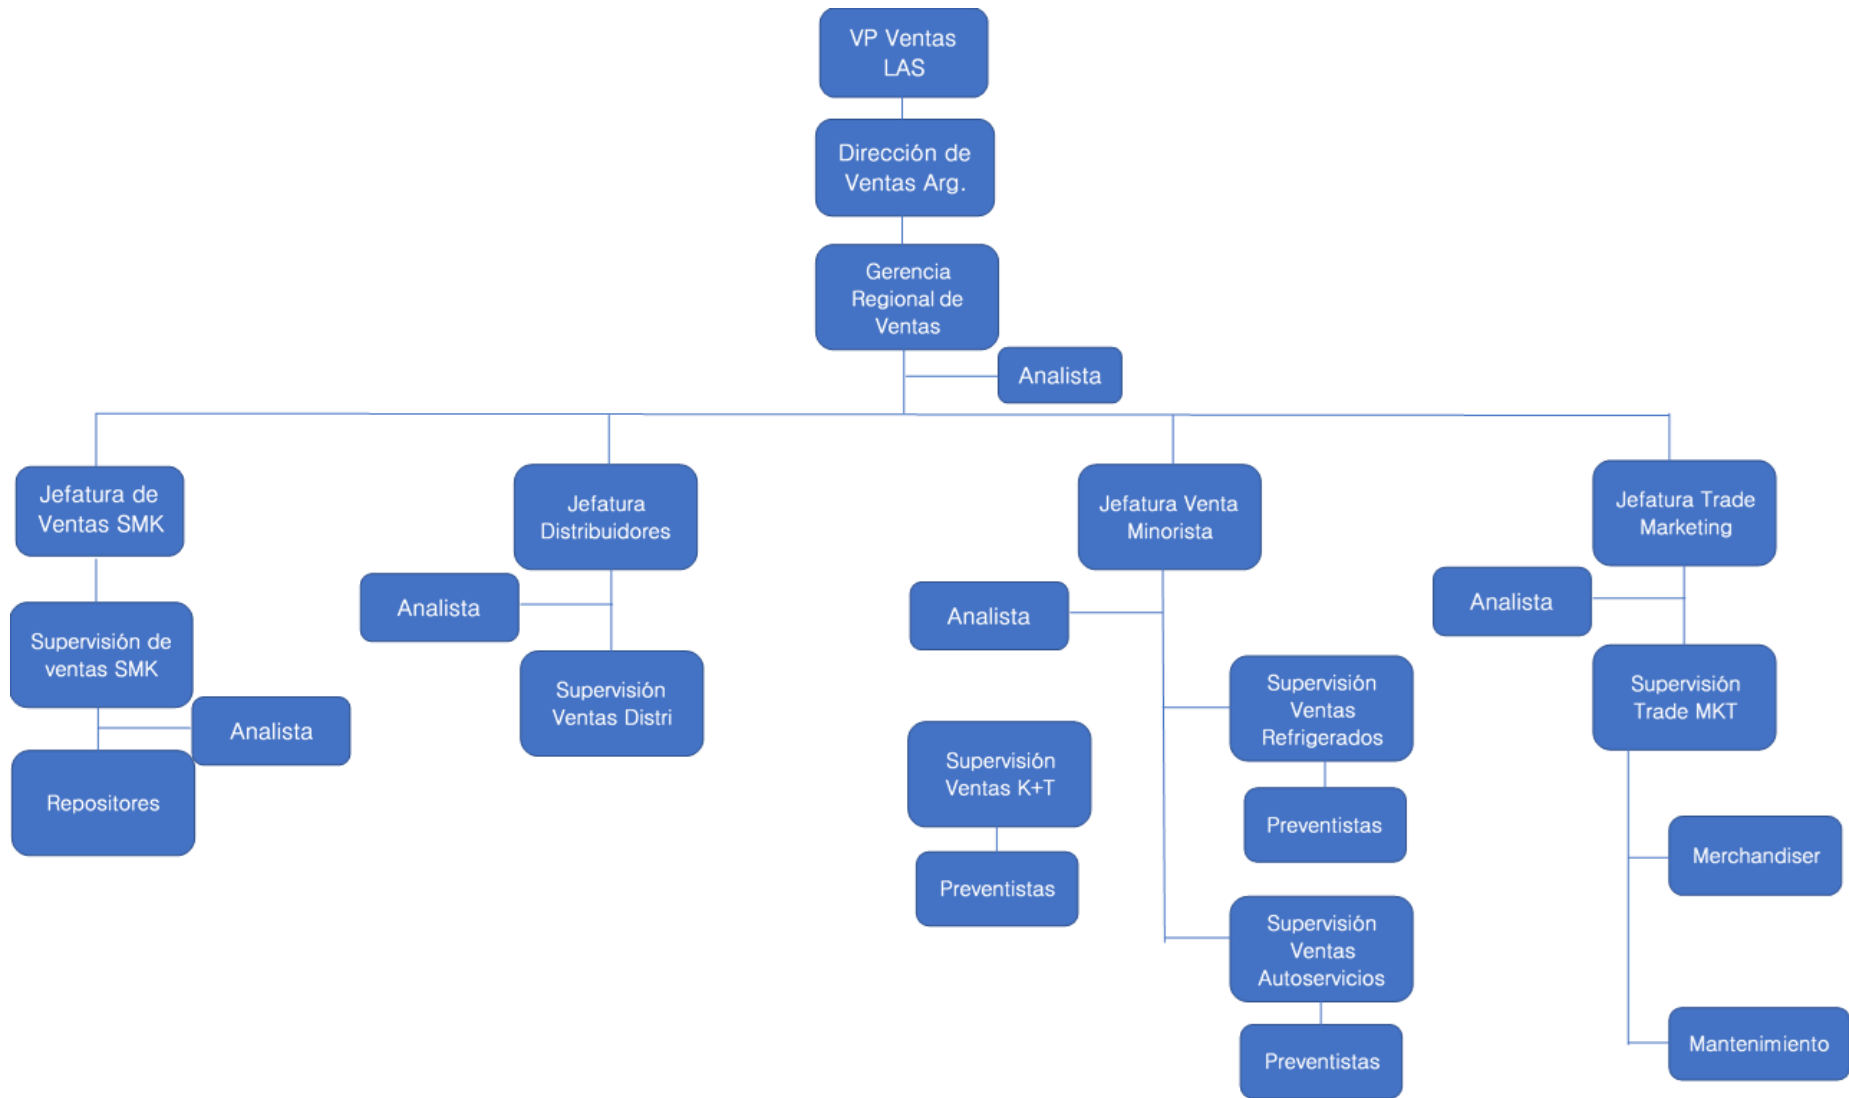 VP Ventas
LAS
Dirección de
Ventas Arg.
Gerencia
Regional de
Ventas
Analista
Jefatura de
Ventas SMK
Jefatura
Distribuidores
Jefatura Venta
Minorista
Jefatura Trade
Marketing
Analista
Analista
Analista
Supervisión de
ventas SMK
Supervisión
Ventas Distri
Supervisión
Ventas
Refrigerados
Supervisión
Trade MKT
Analista
Repositores
Supervisión
Ventas K+T
Preventistas
Merchandiser
Preventistas
Supervisión
Ventas
Autoservicios
Preventistas
Mantenimiento